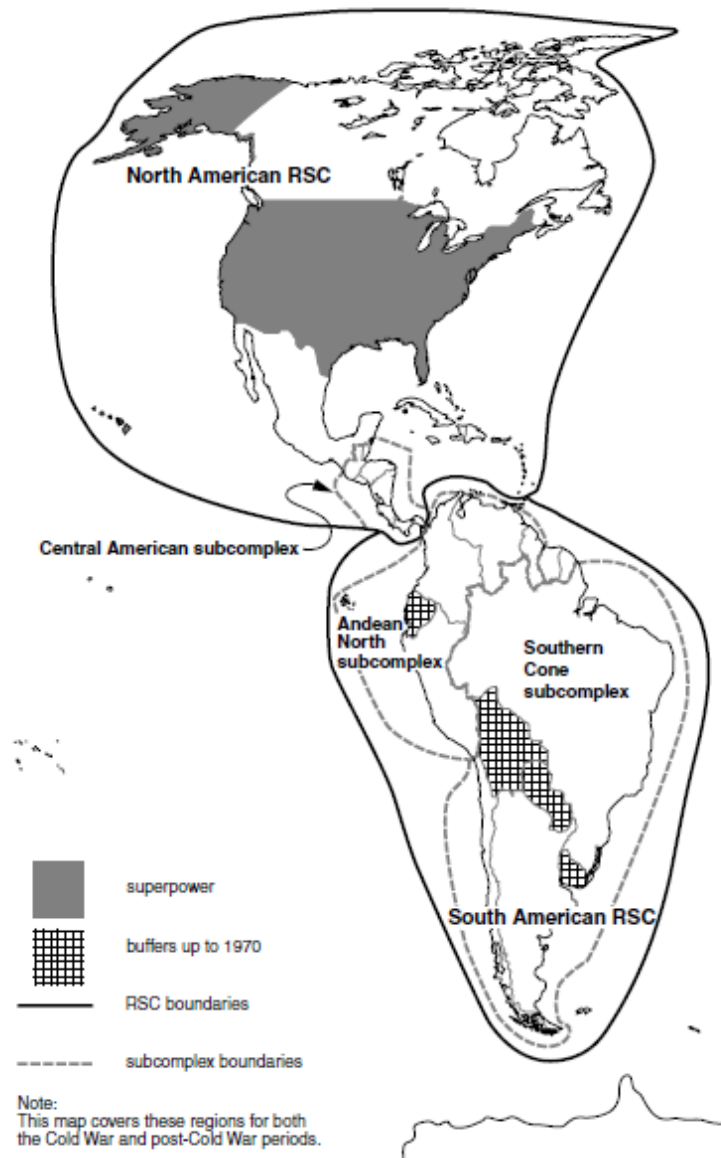 North American RSC
Central American subcomplex
Andean
North
subcomplex
Southern
Cone
subcomplex
South American RSC
superpower
buffers up to 1970
RSC boundaries
subcomplex boundaries
Note:
This map covers these regions for both
the Cold War and post-Cold War periods.